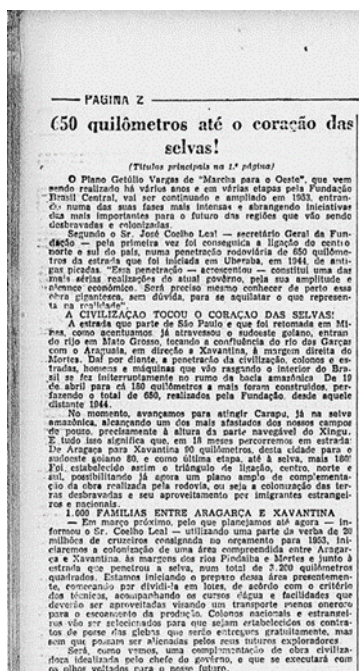 PÁGINA 2
650 quilômetros até o coração das
selvas!
(Títulos principais na 1.ª página)
O Plano Getúlio Vargas de "Marcha para o Oeste", que vem
sendo realizado há vários anos e em várias etapas pela Fundação
Brasil Central, vai ser continuado e ampliado em 1953, entran-
do numa das suas fases mais intensas e abrangendo iniciativas
das mais importantes para o futuro das regiões que vão sendo
desbravadas e colonizadas.
Segundo o Sr. José Coelho Leal — secretário Geral da Fun-
dação — pela primeira vez foi conseguida a ligação do centro
norte e sul do país, numa penetração rodoviária de 650 quilôme-
tros da estrada que foi iniciada em Uberaba, em 1944, de anti-
gas picadas. "Essa penetração — acrescentou — constitui uma das
mais sérias realizações do atual govêrno, pela sua amplitude e
alcance econômico. Será preciso mesmo conhecer de perto essa
obra gigantesca, sem dúvida, para se aquilatar o que represen-
ta na realidade".
A CIVILIZAÇÃO TOCOU O CORAÇÃO DAS SELVAS!
A estrada que parte de São Paulo e que foi retomada em Mi-
nas, como acentuamos já atravessou o sudoeste goiano, entran-
do rijo em Mato Grosso, tocando a confluência do rio das Garças
com o Araguaia, em direção a Xavantina, à margem direita do
Mortes. Daí por diante, a penetração da civilização, colonos e es-
tradas, homens e máquinas que vão rasgando o interior do Bra-
sil se fez initerruptamente no rumo da bacia amazônica. De 19
de abril para cá 180 quilômetros a mais foram construídos, per-
fazendo o total de 650, realizados pela Fundação, desde aquele
distante 1944.
No momento, avançamos para atingir Carapu, já na selva
amazônica, alcançando um dos mais afastados dos nossos campos
de pouso, precisamente à altura da parte navegável do Xingu.
E tudo isso significa que, em 18 meses percorremos em estrada:
De Aragaça para Xavantina 90 quilômetros, desta cidade para o
sudoeste goiano 80, e como última etapa, até à selva, mais 180!
Foi estabelecido assim o triângulo de ligação, centro, norte e
sul, possibilitando já agora um plano amplo de complementa-
ção da obra realizada pela rodovia, ou seja a colonização das ter-
ras desbravadas e seu aproveitamento por imigrantes estrangei-
ros e nacionais.
1.000 FAMILIAS ENTRE ARAGARÇA E XAVANTINA
— Em março próximo, pelo que planejamos até agora — in-
formou o Sr. Coelho Leal — utilizando uma parte da verba de 20
milhões de cruzeiros consignada no orçamento para 1953, ini-
ciaremos a colonização de uma área compreendida entre Aragar-
ça e Xavantina, às margens dos rios Pindaíba e Mortes e junto à
estrada que penetrou a selva, num total de 3.200 quilômetros
quadrados. Estamos iniciando o preparo dessa área presentemen-
te, começando por dividi-la em lotes, de acôrdo com o critério
dos técnicos, acompanhando os cursos dágua e facilidades que
deverão ser aproveitadas visando um transporte menos oneroso
para o escoamento da produção. Colonos nacionais e estrangei-
ros vão ser selecionados para que sejam estabelecidos os contra-
tos de posse das glebas que serão entregues gratuitamente, mas
sem que possam ser alienadas pelos seus futuros exploradores.
Será, como vemos, uma complementação de obra civiliza-
dora idealizada pelo chefe do govêrno, e que se executará com
os olhos voltados para o nosso futuro.